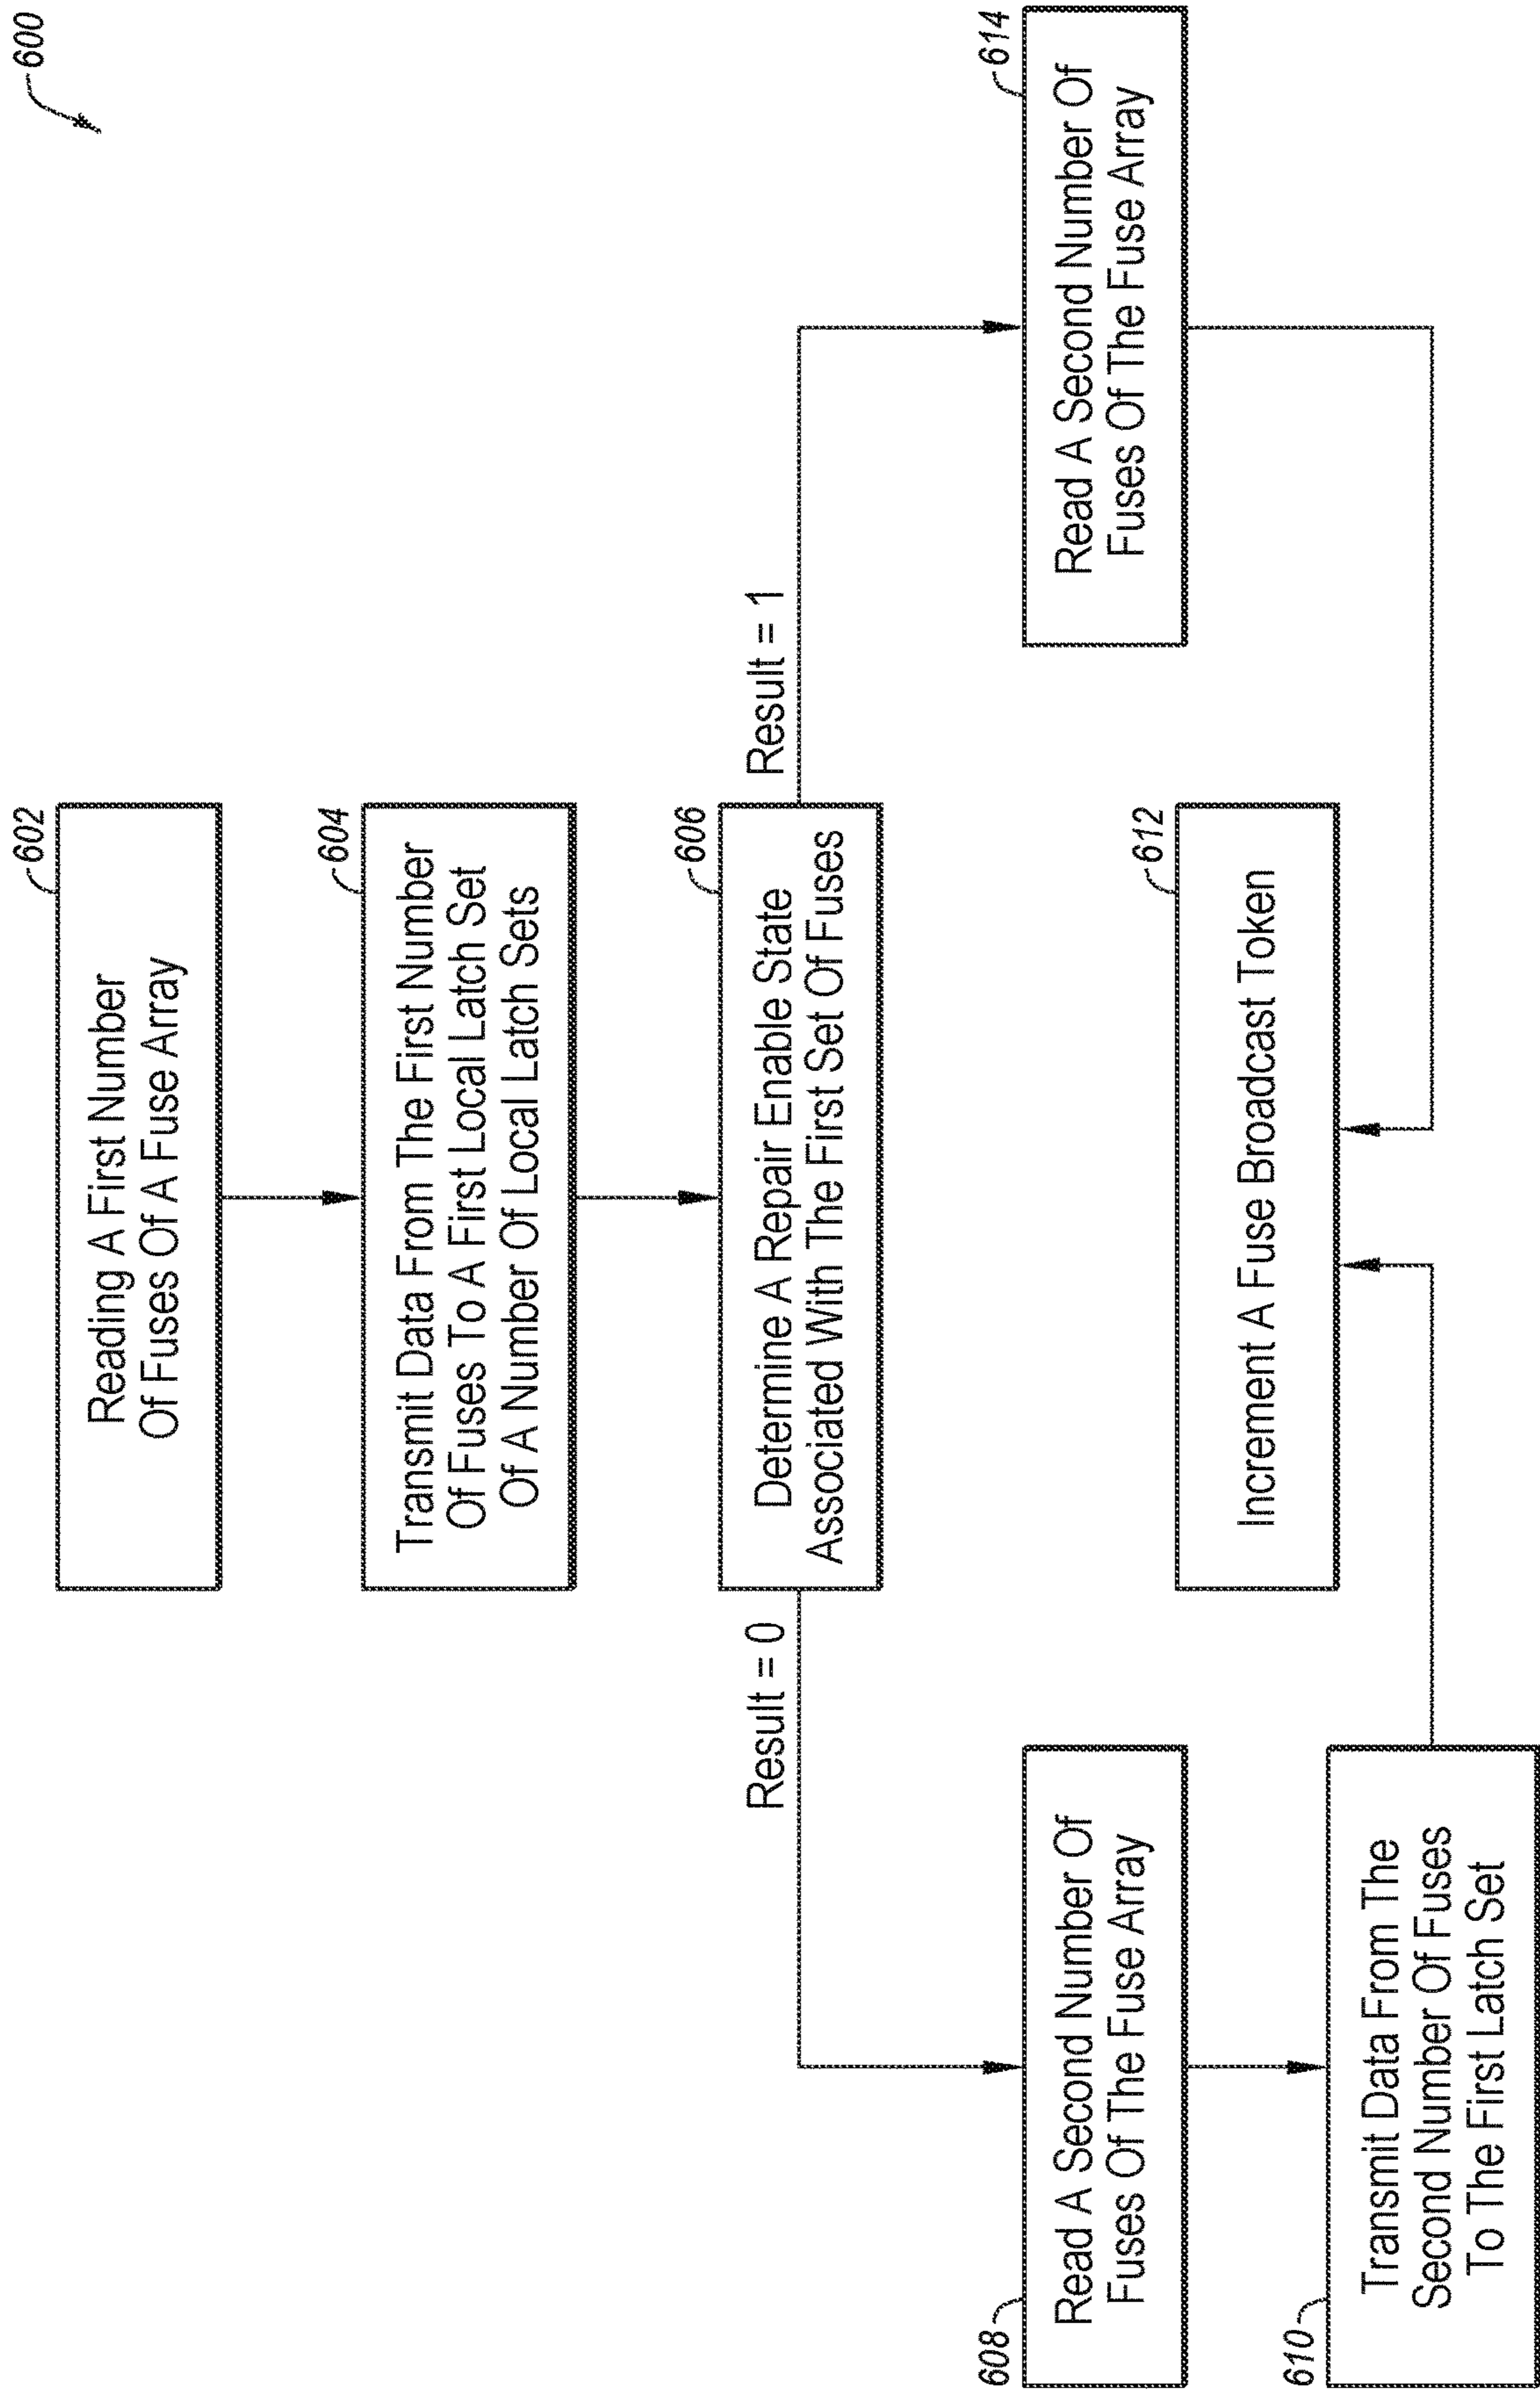 600
602
Reading A First Number
Of Fuses Of A Fuse Array
604
Transmit Data From The First Number
Of Fuses To A First Local Latch Set
Of A Number Of Local Latch Sets
606
Determine A Repair Enable State
Associated With The First Set Of Fuses
Result = 0
Result = 1
608
Read A Second Number Of
Fuses Of The Fuse Array
614
Read A Second Number Of
Fuses Of The Fuse Array
612
Increment A Fuse Broadcast Token
610
Transmit Data From The
Second Number Of Fuses
To The First Latch Set